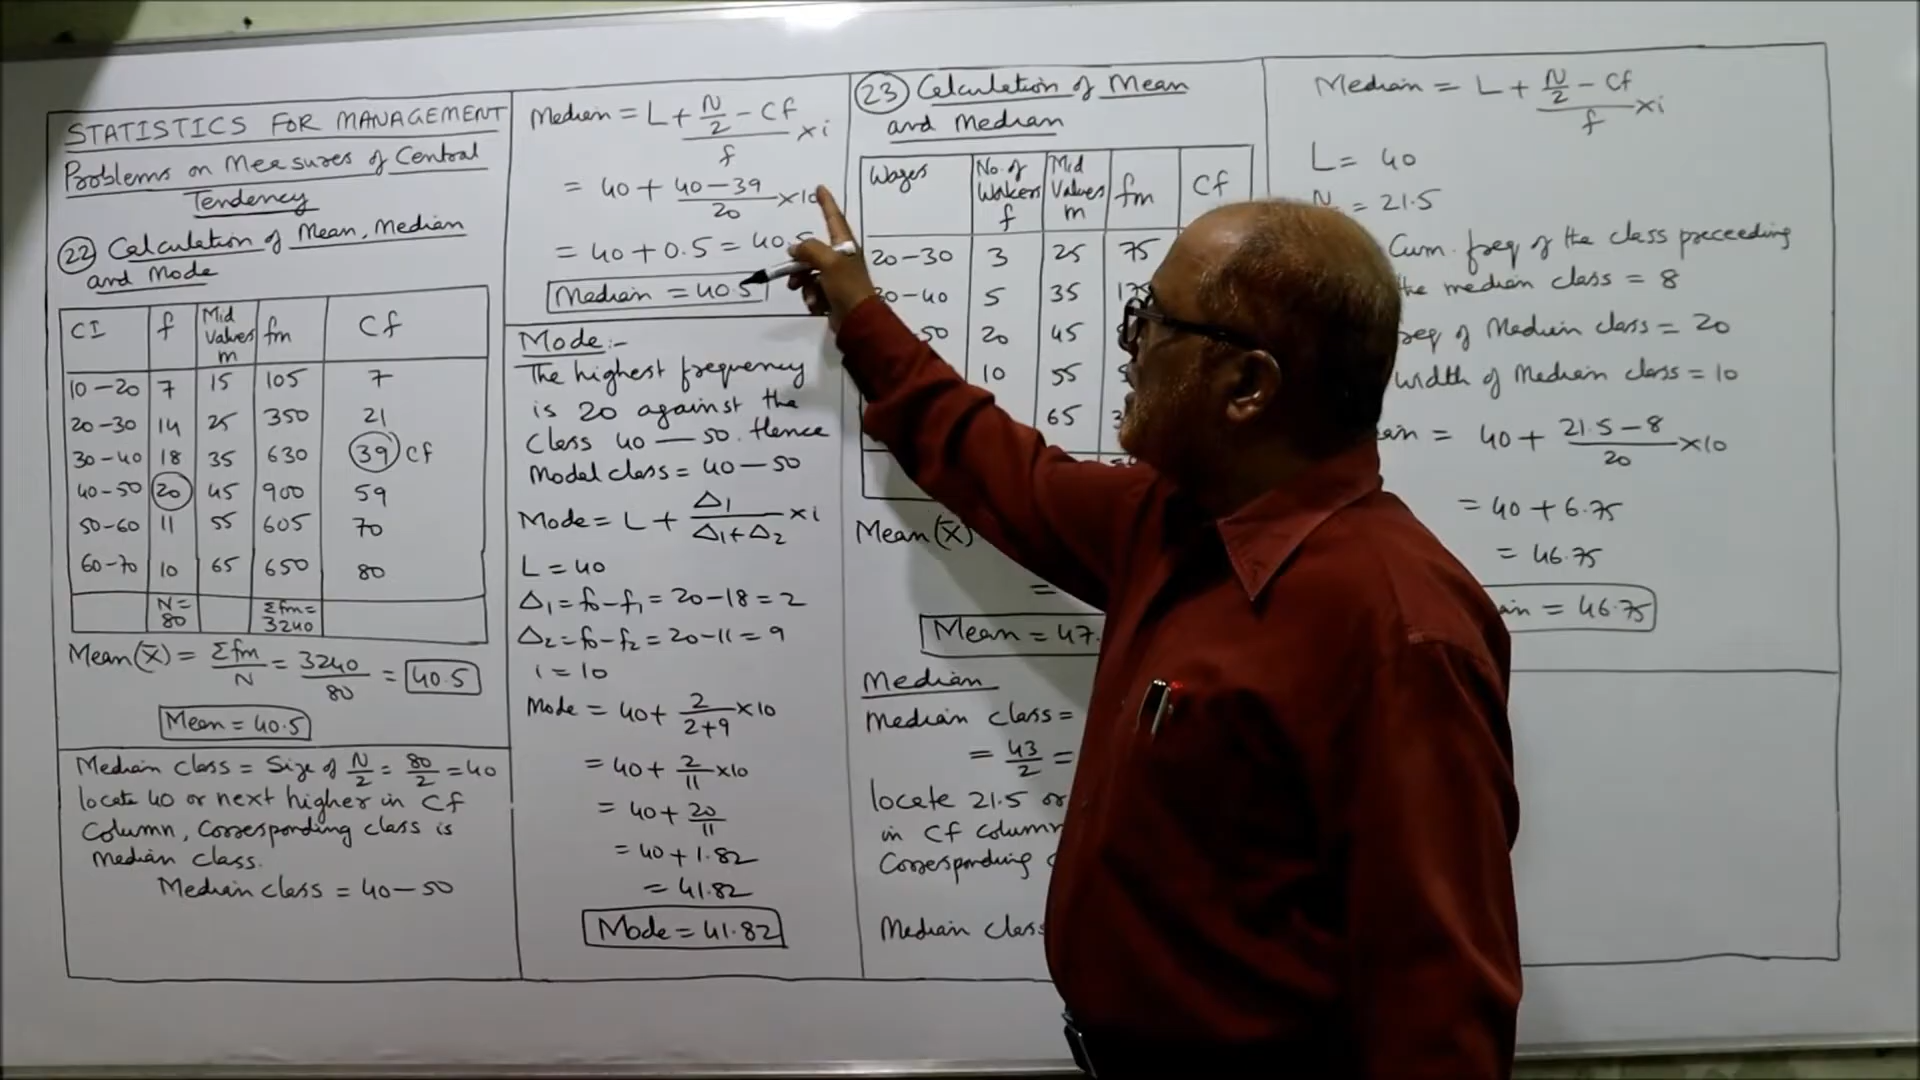 STATISTICS FOR MANAGEMENT
Problems on Measures of Central
Tendency
22 Calculation of Mean, Median
and Mode
CI f Mid Values m fm Cf
10-20 7 15 105 7
20-30 14 25 350 21
30-40 18 35 630 39 Cf
40-50 20 45 900 59
50-60 11 55 605 70
60-70 10 65 650 80
N= 80 Σfm= 3240
Mean(x̄) = Σfm/N = 3240/80 = 40.5
Mean = 40.5
Median class = Size of N/2 = 80/2 = 40
locate 40 or next higher in Cf
Column, Corresponding class is
Median class.
Median class = 40-50
Median = L + (N/2 - Cf)/f × i
= 40 + (40-39)/20 × 10
= 40 + 0.5 = 40.5
Median = 40.5
Mode:-
The highest frequency
is 20 against the
Class 40-50. Hence
Modal class = 40-50
Mode = L + Δ1/(Δ1+Δ2) × i
L = 40
Δ1 = f0-f1 = 20-18 = 2
Δ2 = f0-f2 = 20-11 = 9
i = 10
Mode = 40 + 2/(2+9) × 10
= 40 + 2/11 × 10
= 40 + 20/11
= 40 + 1.82
= 41.82
Mode = 41.82
23 Calculation of Mean
and Median
Wages No. of Workers f Mid Values m fm Cf
20-30 3 25 75
30-40 5 35
50 20 45
10 55
65
Mean(x̄)
=
Mean = 47.
Median
Median class =
= 43/2 =
locate 21.5 or
in Cf column
Corresponding
Median class
Median = L + (N/2 - Cf)/f × i
L = 40
= 21.5
Cum. freq of the class preceeding
the median class = 8
freq of Median class = 20
width of Median class = 10
= 40 + (21.5-8)/20 × 10
= 40 + 6.75
= 46.75
= 46.75